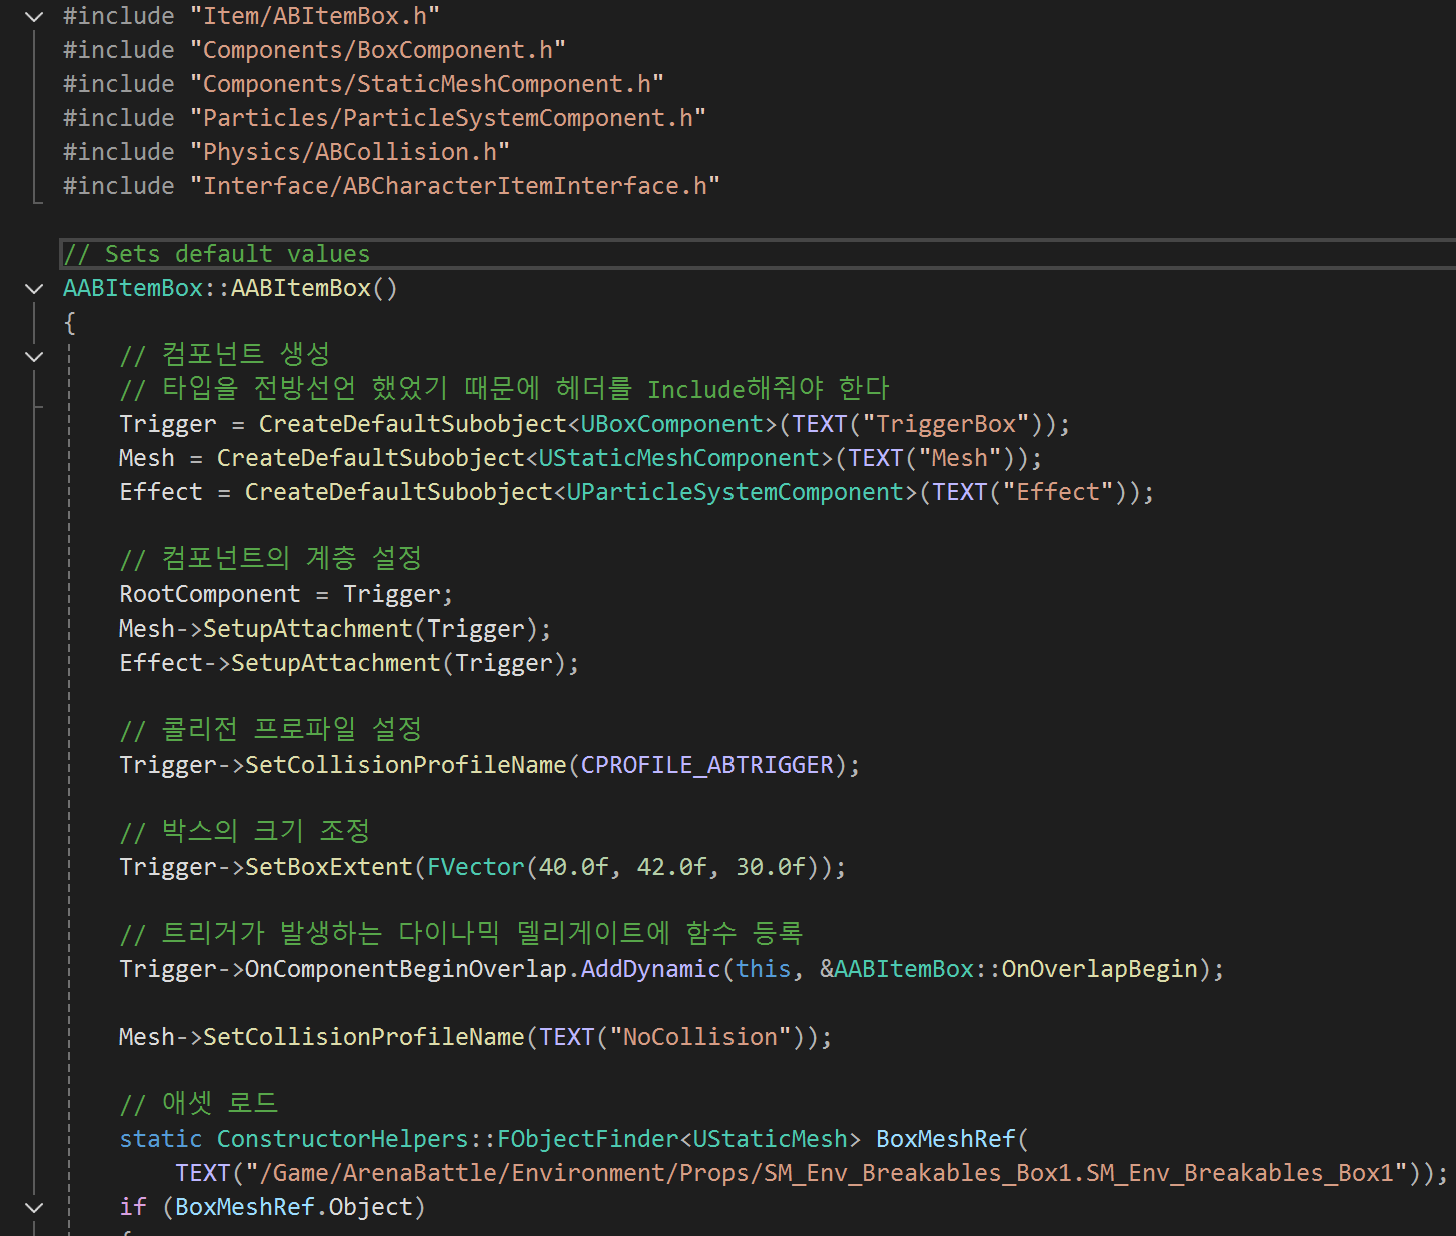 #include "Item/ABItemBox.h"
#include "Components/BoxComponent.h"
#include "Components/StaticMeshComponent.h"
#include "Particles/ParticleSystemComponent.h"
#include "Physics/ABCollision.h"
#include "Interface/ABCharacterItemInterface.h"
// Sets default values
AABItemBox::AABItemBox()
{
// 컴포넌트 생성
// 타입을 전방선언 했었기 때문에 헤더를 Include해줘야 한다
Trigger = CreateDefaultSubobject<UBoxComponent>(TEXT("TriggerBox"));
Mesh = CreateDefaultSubobject<UStaticMeshComponent>(TEXT("Mesh"));
Effect = CreateDefaultSubobject<UParticleSystemComponent>(TEXT("Effect"));
// 컴포넌트의 계층 설정
RootComponent = Trigger;
Mesh->SetupAttachment(Trigger);
Effect->SetupAttachment(Trigger);
// 콜리전 프로파일 설정
Trigger->SetCollisionProfileName(CPROFILE_ABTRIGGER);
// 박스의 크기 조정
Trigger->SetBoxExtent(FVector(40.0f, 42.0f, 30.0f));
// 트리거가 발생하는 다이나믹 델리게이트에 함수 등록
Trigger->OnComponentBeginOverlap.AddDynamic(this, &AABItemBox::OnOverlapBegin);
Mesh->SetCollisionProfileName(TEXT("NoCollision"));
// 애셋 로드
static ConstructorHelpers::FObjectFinder<UStaticMesh> BoxMeshRef(
TEXT("/Game/ArenaBattle/Environment/Props/SM_Env_Breakables_Box1.SM_Env_Breakables_Box1"));
if (BoxMeshRef.Object)